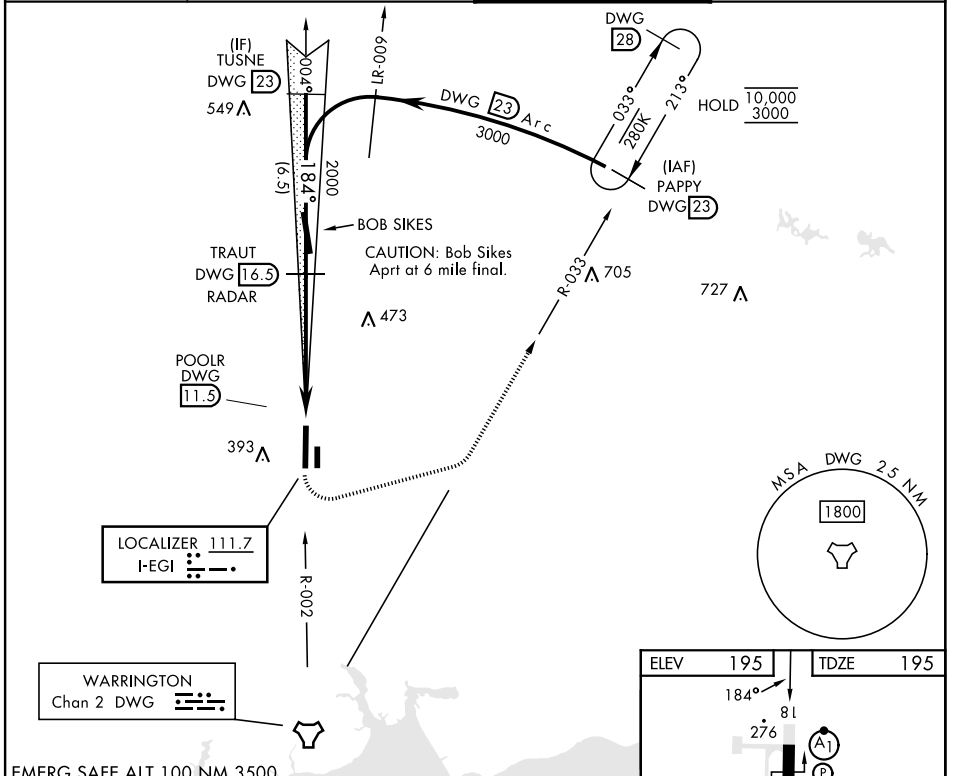 DWG
28
(IF)
TUSNE
DWG 23
549
004°
LR-009
DWG 23 Arc
3000
033°
213°
280K
HOLD 10,000
3000
(IAF)
PAPPY
DWG 23
2000
184°
(6.5)
BOB SIKES
CAUTION: Bob Sikes
Aprt at 6 mile final.
TRAUT
DWG 16.5
RADAR
473
R-033
705
727
POOLR
DWG
11.5
393
MSA DWG 25 NM
1800
LOCALIZER 111.7
I-EGI
R-002
WARRINGTON
Chan 2 DWG
EMERG SAFE ALT 100 NM 3500
ELEV 195
TDZE 195
184°
18
276
A1
P